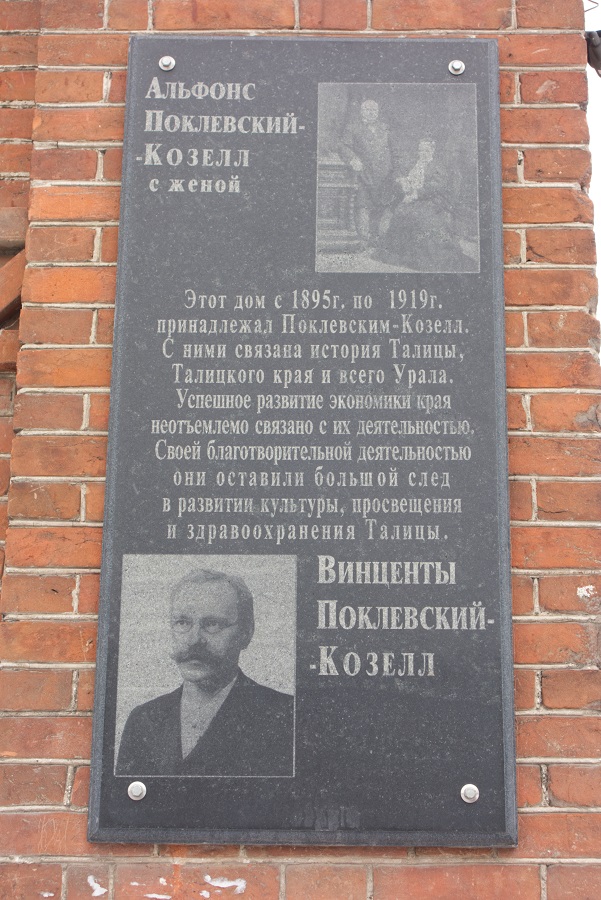 Альфонс
Поклевский-
-Козелл
с женой
Этот дом с 1895г. по 1919г.
принадлежал Поклевским-Козелл.
С ними связана история Талицы,
Талицкого края и всего Урала.
Успешное развитие экономики края
неотъемлемо связано с их деятельностью.
Своей благотворительной деятельностью
они оставили большой след
в развитии культуры, просвещения
и здравоохранения Талицы.
Винценты
Поклевский-
-Козелл